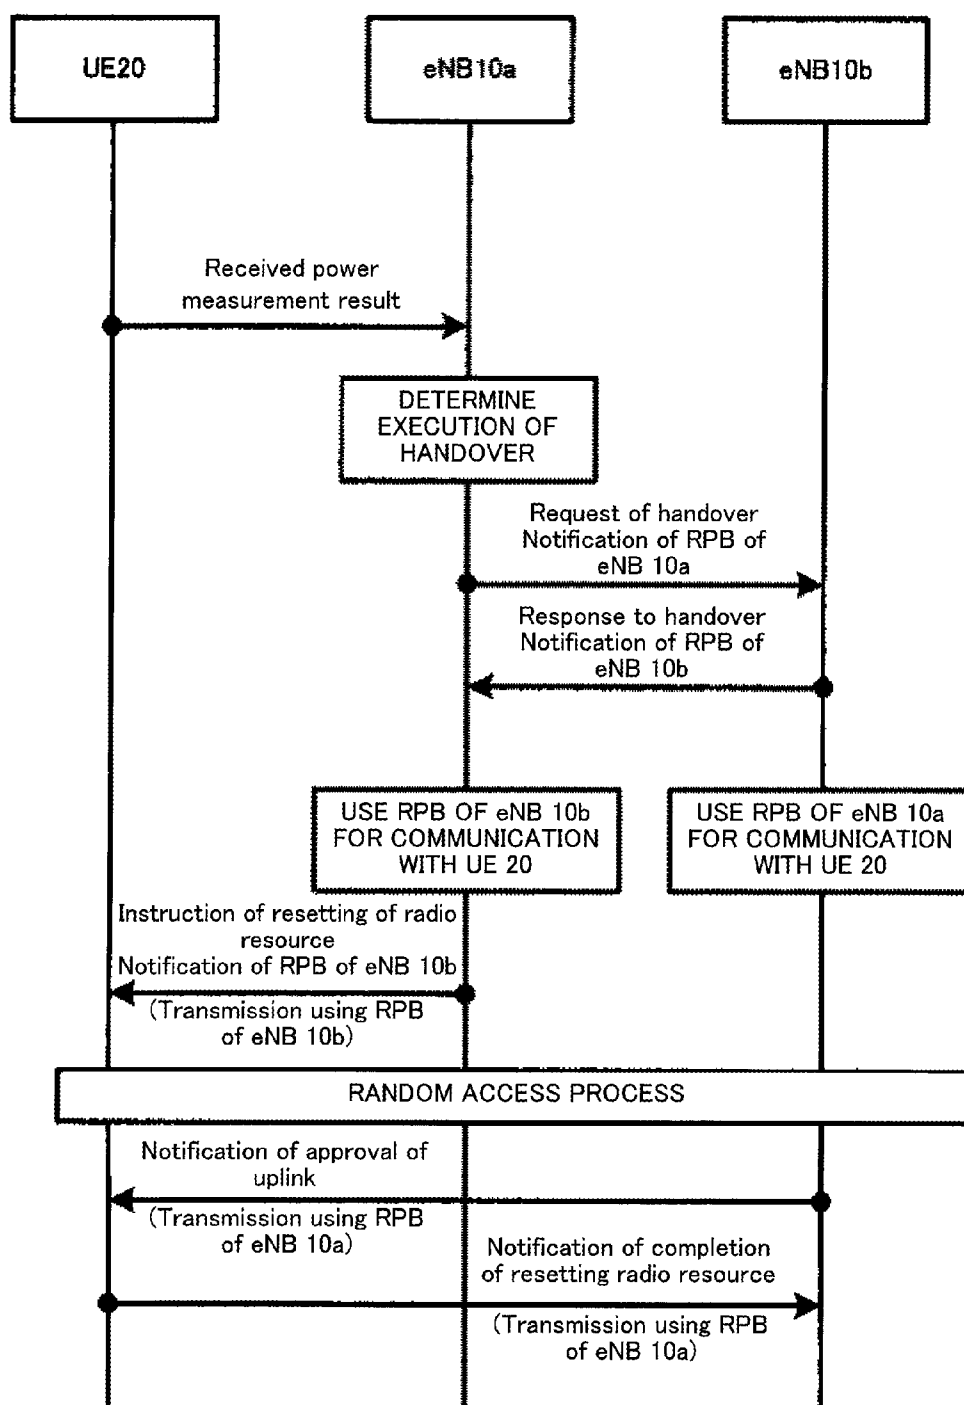 UE20
eNB10a
eNB10b
Received power
measurement result
DETERMINE
EXECUTION OF
HANDOVER
Request of handover
Notification of RPB of
eNB 10a
Response to handover
Notification of RPB of
eNB 10b
USE RPB OF eNB 10b
FOR COMMUNICATION
WITH UE 20
USE RPB OF eNB 10a
FOR COMMUNICATION
WITH UE 20
Instruction of resetting of radio
resource
Notification of RPB of eNB 10b
(Transmission using RPB
of eNB 10b)
RANDOM ACCESS PROCESS
Notification of approval of
uplink
(Transmission using RPB
of eNB 10a)
Notification of completion
of resetting radio resource
(Transmission using RPB
of eNB 10a)